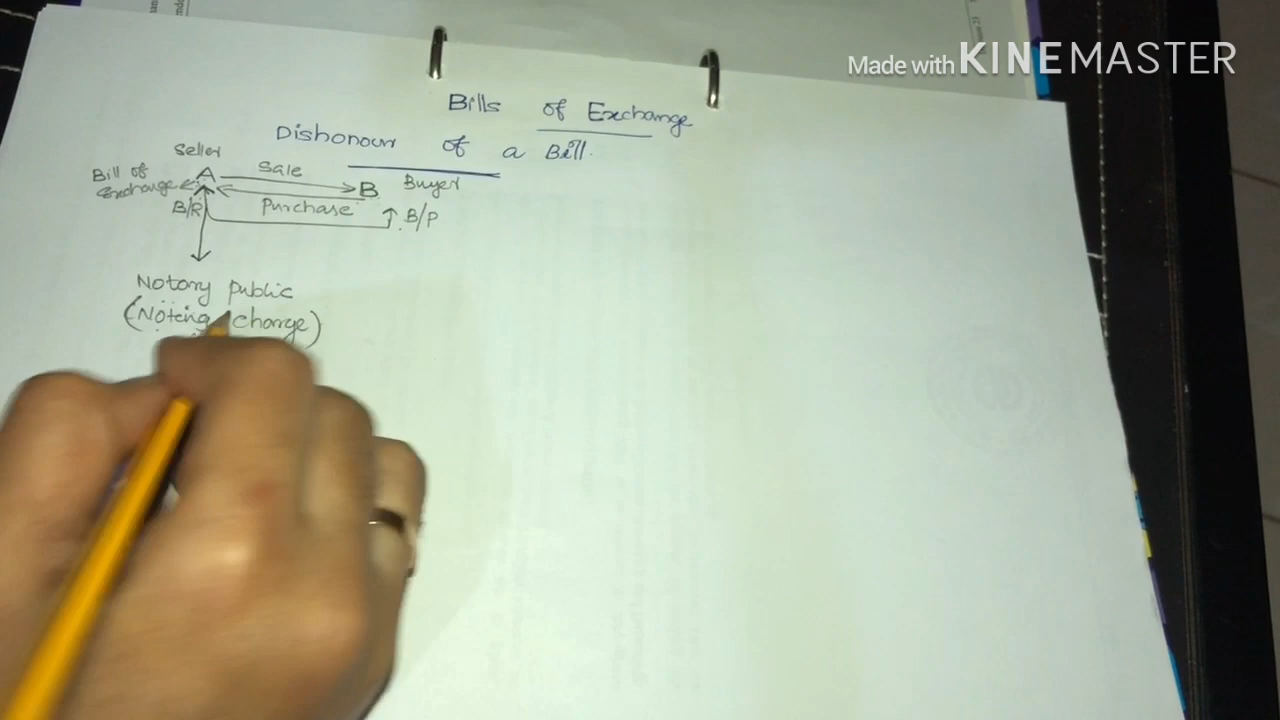 Made with KINEMASTER
Bills of Exchange
Dishonour of a Bill.
Seller
A Sale B Buyer
Bill of
Exchange
B/R Purchase B/P
Notary public
(Noting charge)